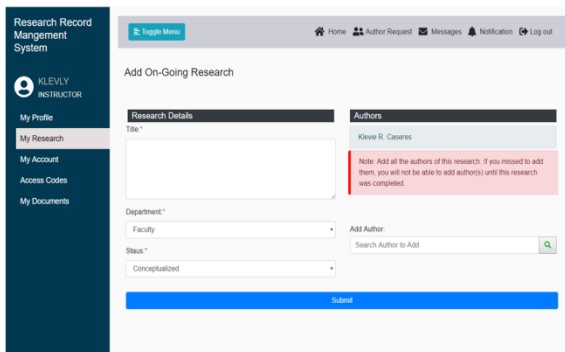 Research Record
Mangement
System
Toggle Menu
Home
Author Request
Messages
Notification
Log out
KLEVLY
INSTRUCTOR
My Profile
My Research
My Account
Access Codes
My Documents
Add On-Going Research
Research Details
Title:*
Department:*
Faculty
Staus:*
Conceptualized
Authors
Klevie R. Caseres
Note: Add all the authors of this research. If you missed to add
them, you will not be able to add author(s) until this research
was completed.
Add Author:
Search Author to Add
Submit